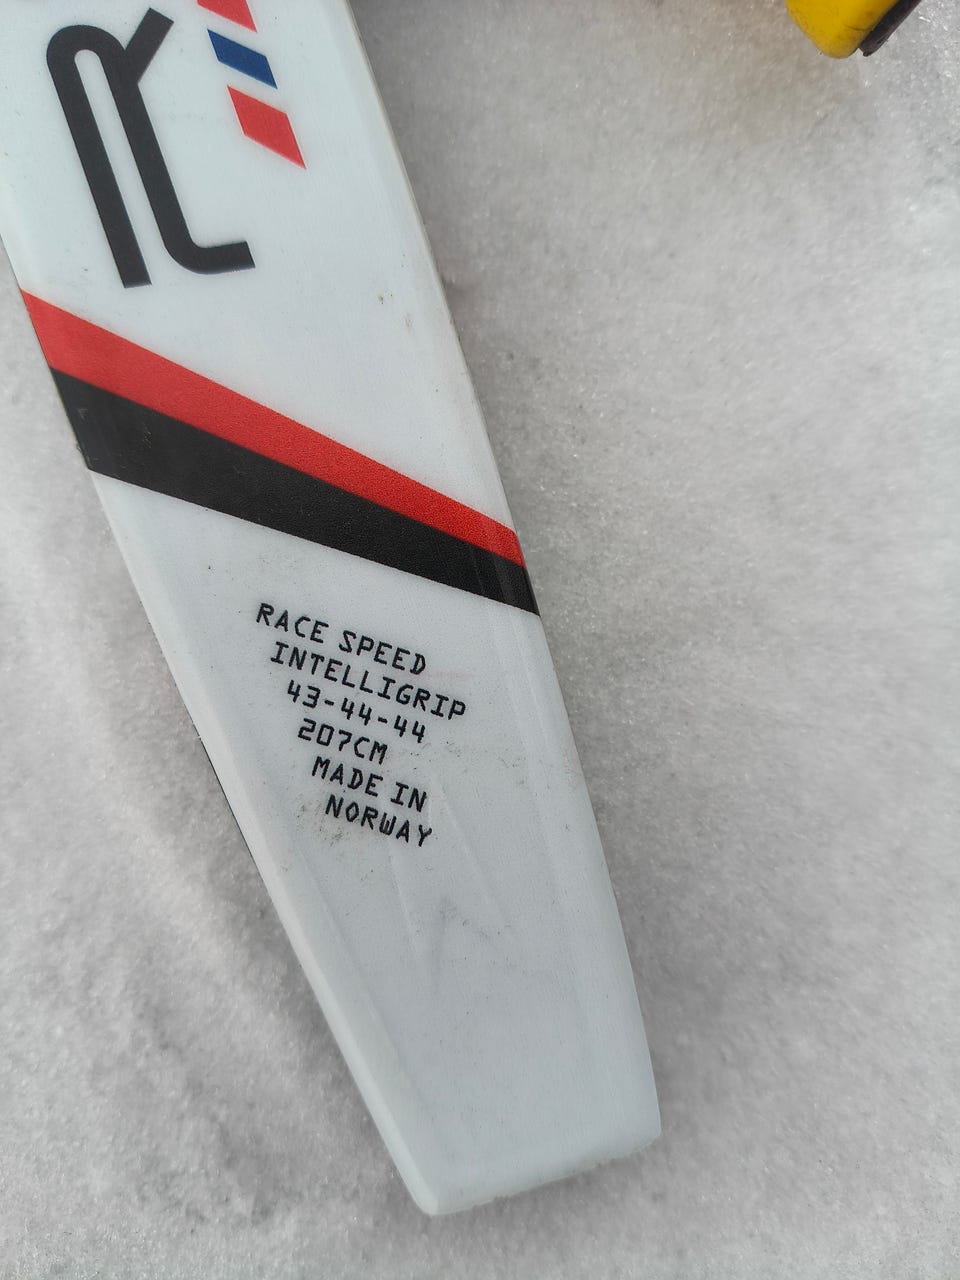 R
RACE SPEED
INTELLIGRIP
43-44-44
207CM
MADE IN
NORWAY